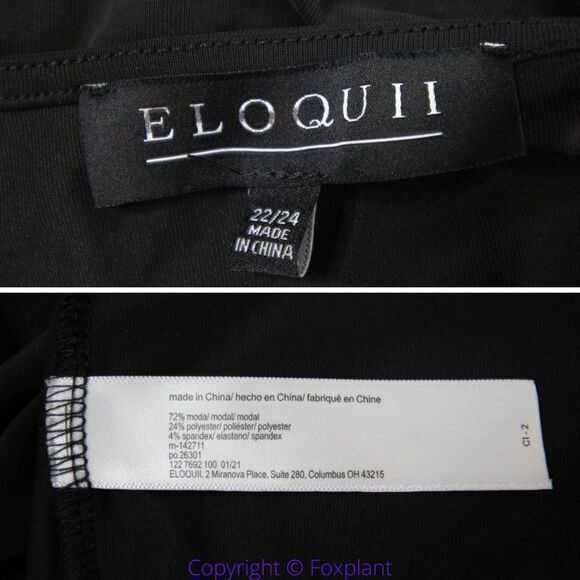 ELOQUII
22/24
MADE
IN CHINA
made in China/ hecho en China/ fabriqué en Chine
72% moda/ modal/ modal
24% polyester/ poliéster/ polyester
4% spandex/ elastano/ spandex
m-142711
po 26301
122 7692 100 01/21
ELOQUII, 2 Miranova Place, Suite 280, Columbus OH 43215
CI - 2
Copyright © Foxplant